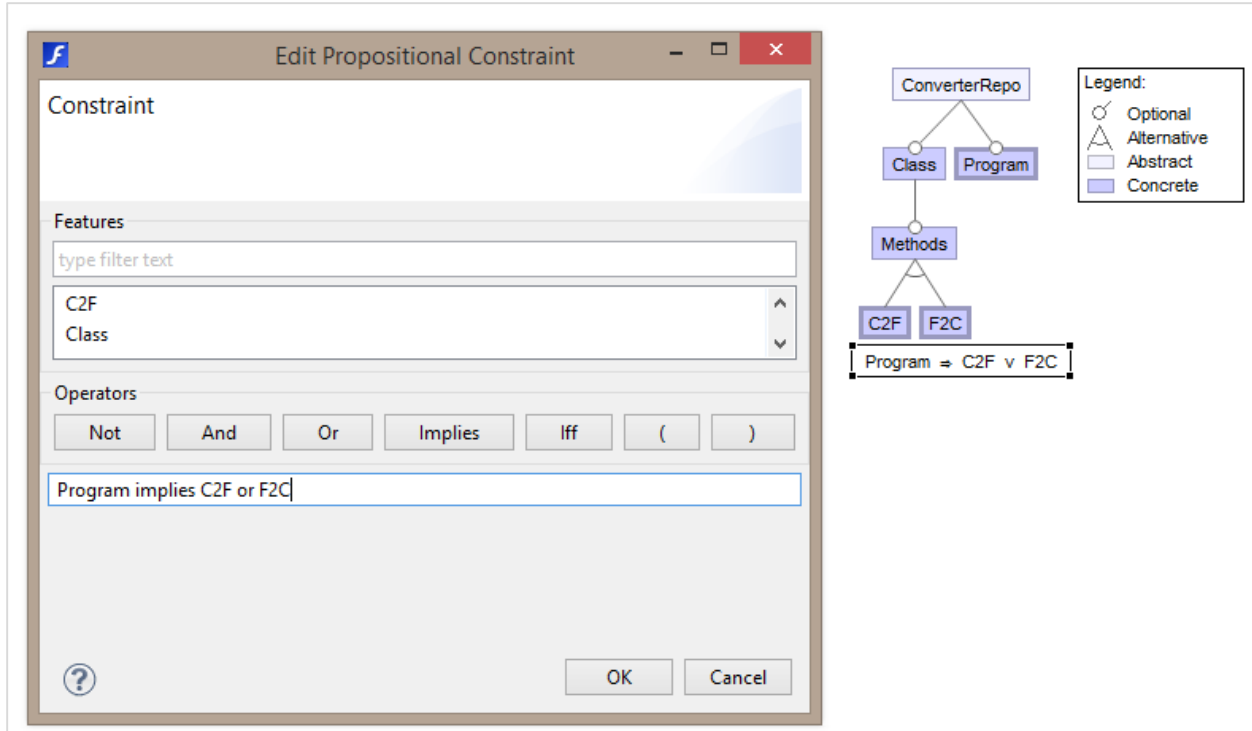 Edit Propositional Constraint
Constraint
Features
type filter text
C2F
Class
Operators
Not And Or Implies Iff ( )
Program implies C2F or F2C
? OK Cancel
ConverterRepo
Class Program
Methods
C2F F2C
Program ⇒ C2F ∨ F2C
Legend:
Optional
Alternative
Abstract
Concrete